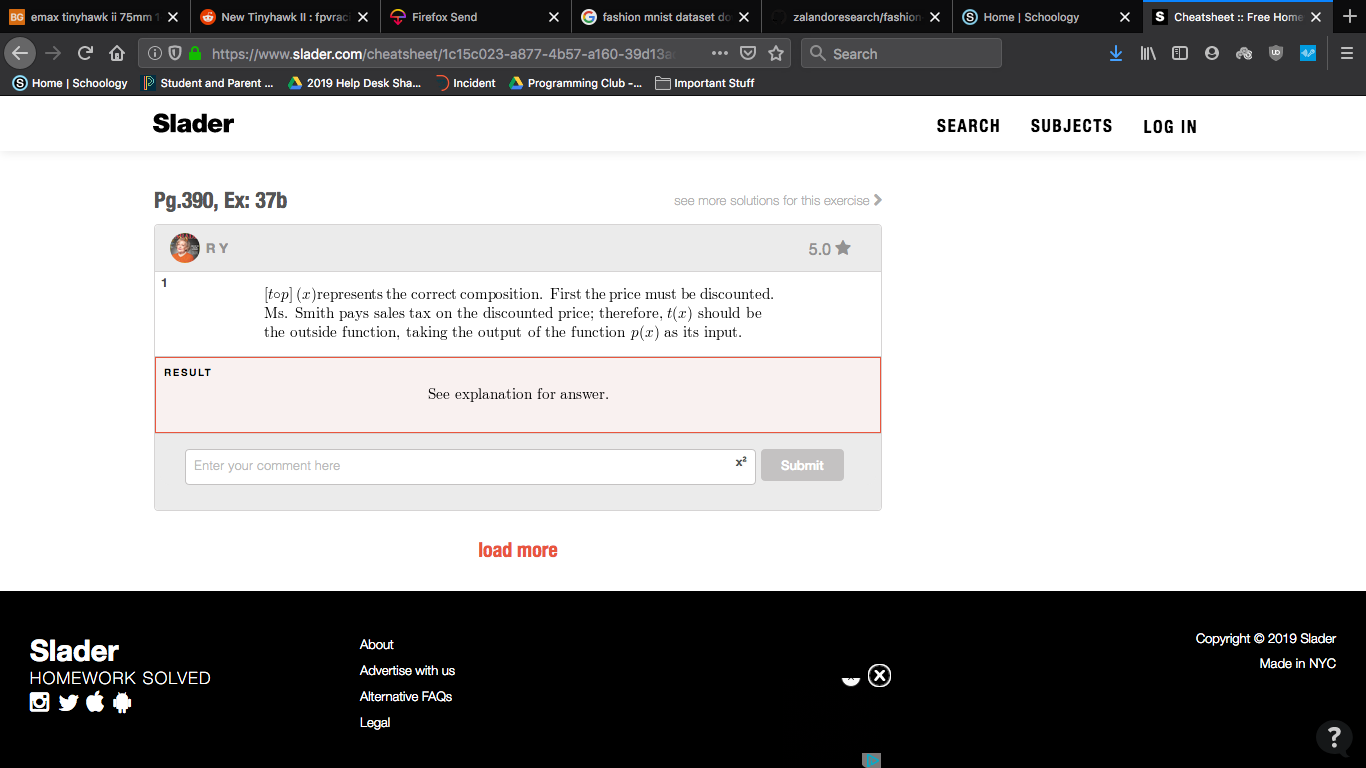 emax tinyhawk ii 75mm 1
New Tinyhawk II : fpvraci
Firefox Send
fashion mnist dataset do
zalandoresearch/fashion
Home | Schoology
Cheatsheet :: Free Home
https://www.slader.com/cheatsheet/1c15c023-a877-4b57-a160-39d13a
Search
Home | Schoology
Student and Parent ...
2019 Help Desk Sha...
Incident
Programming Club -...
Important Stuff
Slader
SEARCH
SUBJECTS
LOG IN
Pg.390, Ex: 37b
see more solutions for this exercise
R Y
5.0
1
[t∘p] (x)represents the correct composition. First the price must be discounted.
Ms. Smith pays sales tax on the discounted price; therefore, t(x) should be
the outside function, taking the output of the function p(x) as its input.
RESULT
See explanation for answer.
Enter your comment here
x²
Submit
load more
Slader
HOMEWORK SOLVED
About
Advertise with us
Alternative FAQs
Legal
Copyright © 2019 Slader
Made in NYC
?